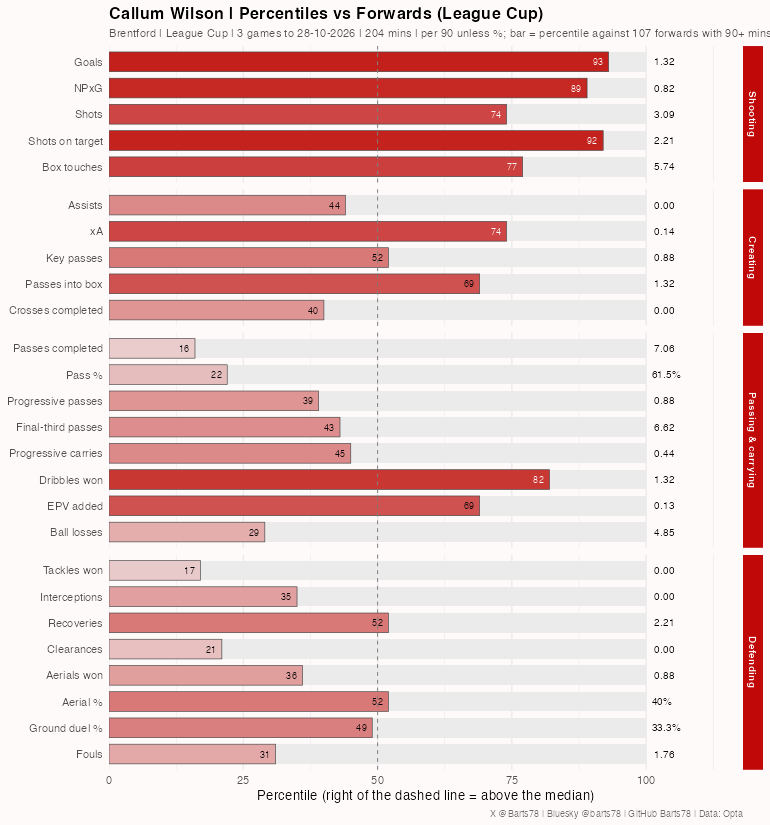 Callum Wilson | Percentiles vs Forwards (League Cup)
Brentford | League Cup | 3 games to 28-10-2026 | 204 mins | per 90 unless %; bar = percentile against 107 forwards with 90+ mins
Goals 93 1.32
NPxG 89 0.82
Shots 74 3.09
Shots on target 92 2.21
Box touches 77 5.74
Shooting
Assists 44 0.00
xA 74 0.14
Key passes 52 0.88
Passes into box 69 1.32
Crosses completed 40 0.00
Creating
Passes completed 16 7.06
Pass % 22 61.5%
Progressive passes 39 0.88
Final-third passes 43 6.62
Progressive carries 45 0.44
Dribbles won 82 1.32
EPV added 69 0.13
Ball losses 29 4.85
Passing & carrying
Tackles won 17 0.00
Interceptions 35 0.00
Recoveries 52 2.21
Clearances 21 0.00
Aerials won 36 0.88
Aerial % 52 40%
Ground duel % 49 33.3%
Fouls 31 1.76
Defending
0 25 50 75 100
Percentile (right of the dashed line = above the median)
X @Barts78 | Bluesky @barts78 | GitHub Barts78 | Data: Opta